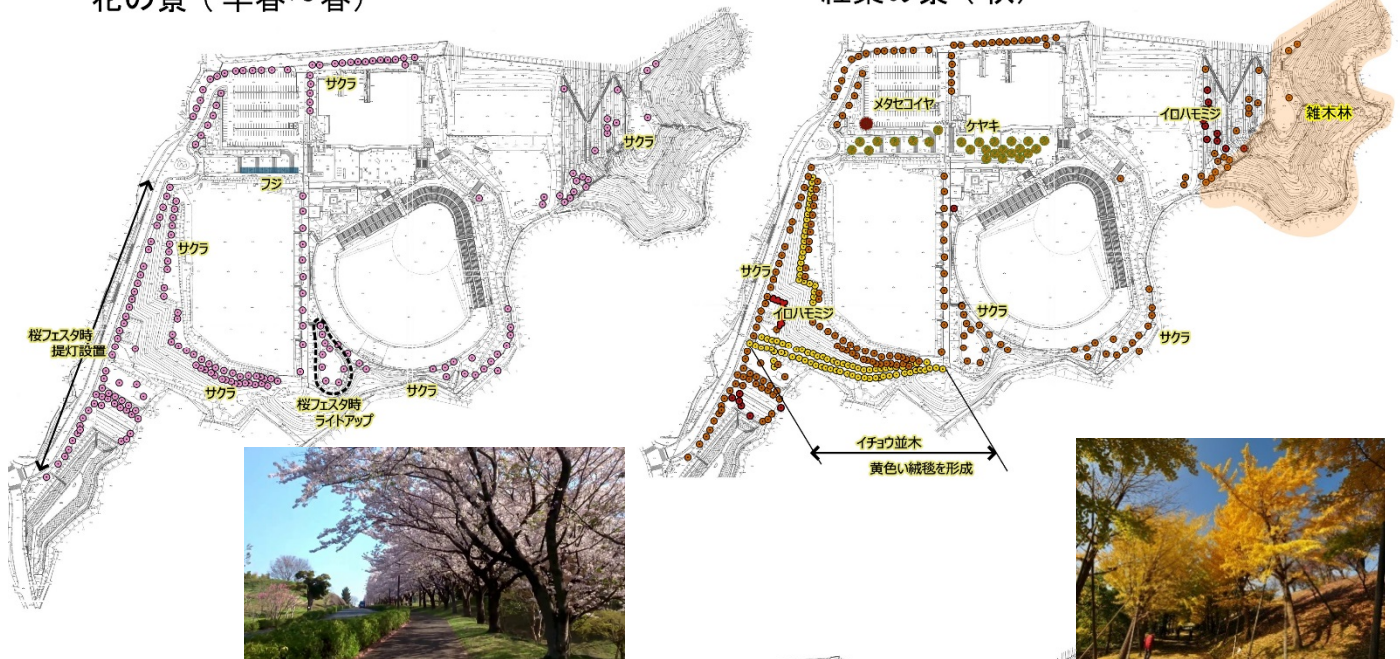 花の景（早春～春）
サクラ
サクラ
フジ
サクラ
桜フェスタ時
提灯設置
サクラ
桜フェスタ時
ライトアップ
サクラ
紅葉の景（秋）
メタセコイヤ
ケヤキ
イロハモミジ
雑木林
サクラ
イロハモミジ
サクラ
サクラ
イチョウ並木
黄色い絨毯を形成